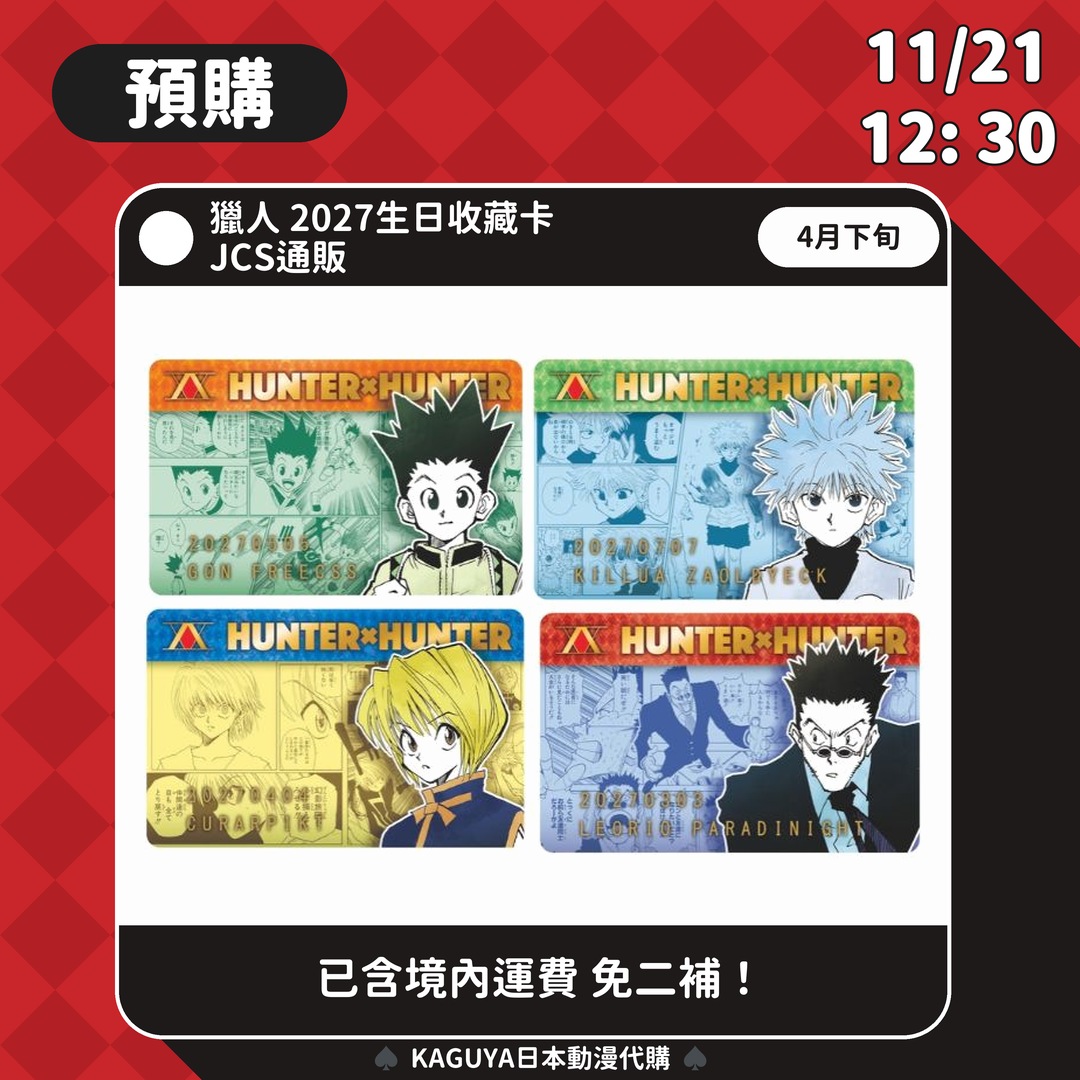 預購
11/21
12: 30
獵人 2027生日收藏卡
JCS通販
4月下旬
HUNTER×HUNTER
20270505
GON FREECSS
HUNTER×HUNTER
20270707
KILLUA ZAOLDYECK
HUNTER×HUNTER
20270404
CURARPIKT
HUNTER×HUNTER
20270303
LEORIO PARADINIGHT
已含境內運費 免二補！
KAGUYA日本動漫代購